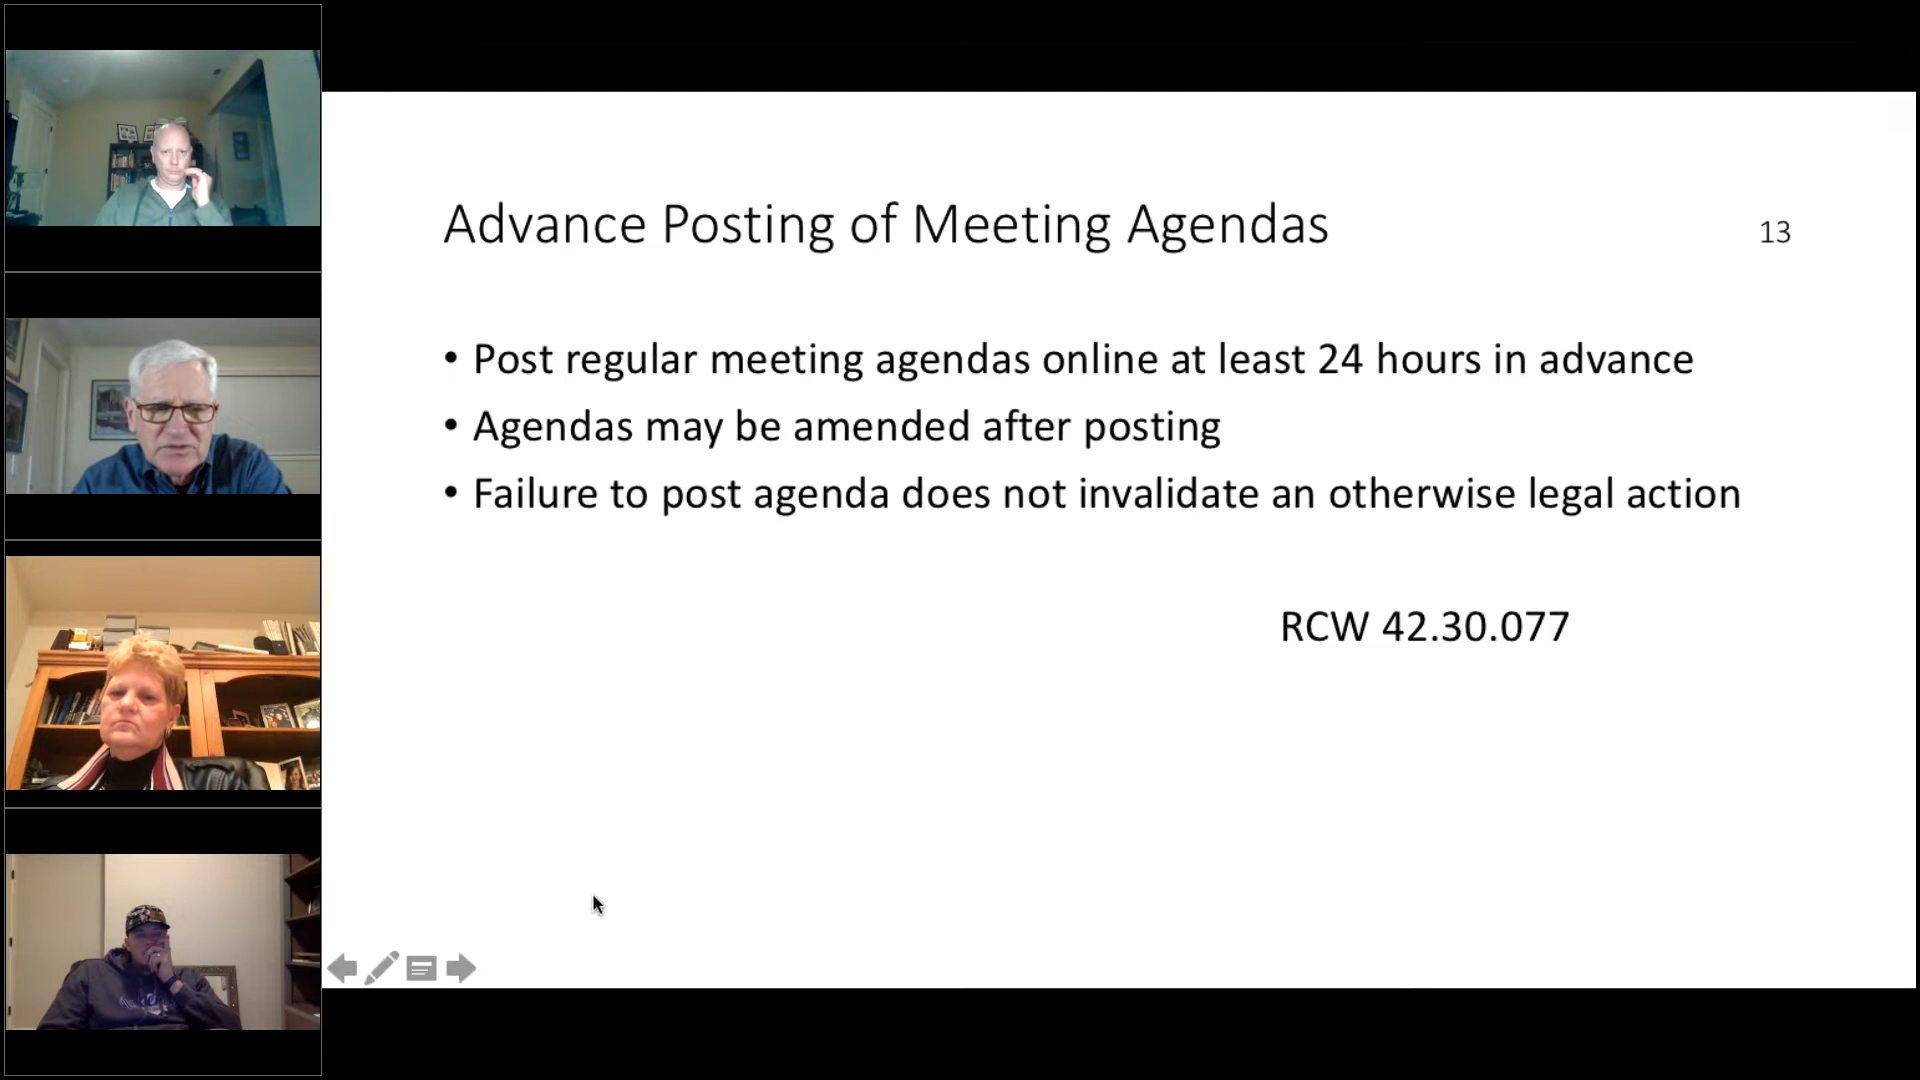 Advance Posting of Meeting Agendas
13
• Post regular meeting agendas online at least 24 hours in advance
• Agendas may be amended after posting
• Failure to post agenda does not invalidate an otherwise legal action
RCW 42.30.077